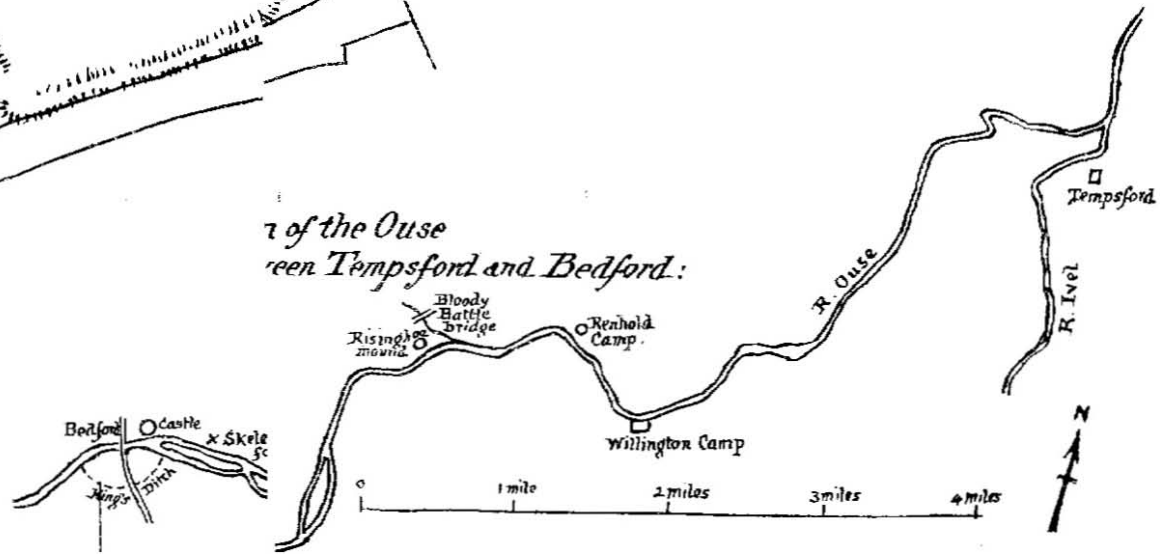 of the Ouse
Tempsford and Bedford:
Bloody
Battle
bridge
Risinghoe
mound
Renhold
Camp.
R. Ouse
Tempsford
R. Ivel
Bedford
Castle
x Skele
King's Ditch
Willington Camp
N
0 1 mile 2 miles 3 miles 4 miles